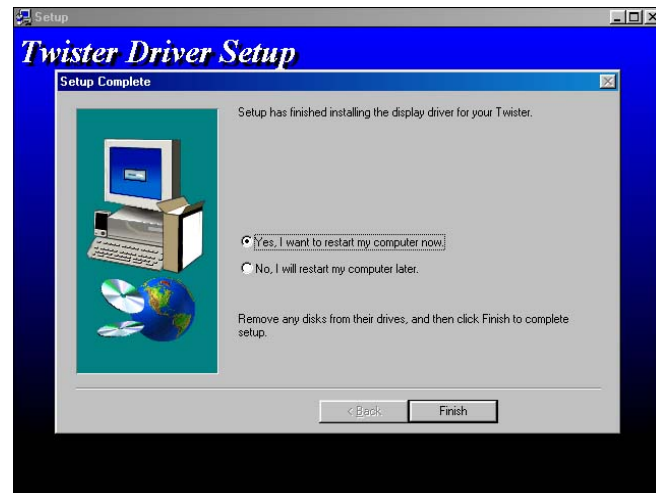 Setup
Twister Driver Setup
Setup Complete
Setup has finished installing the display driver for your Twister.
Yes, I want to restart my computer now.
No, I will restart my computer later.
Remove any disks from their drives, and then click Finish to complete
setup.
< Back
Finish